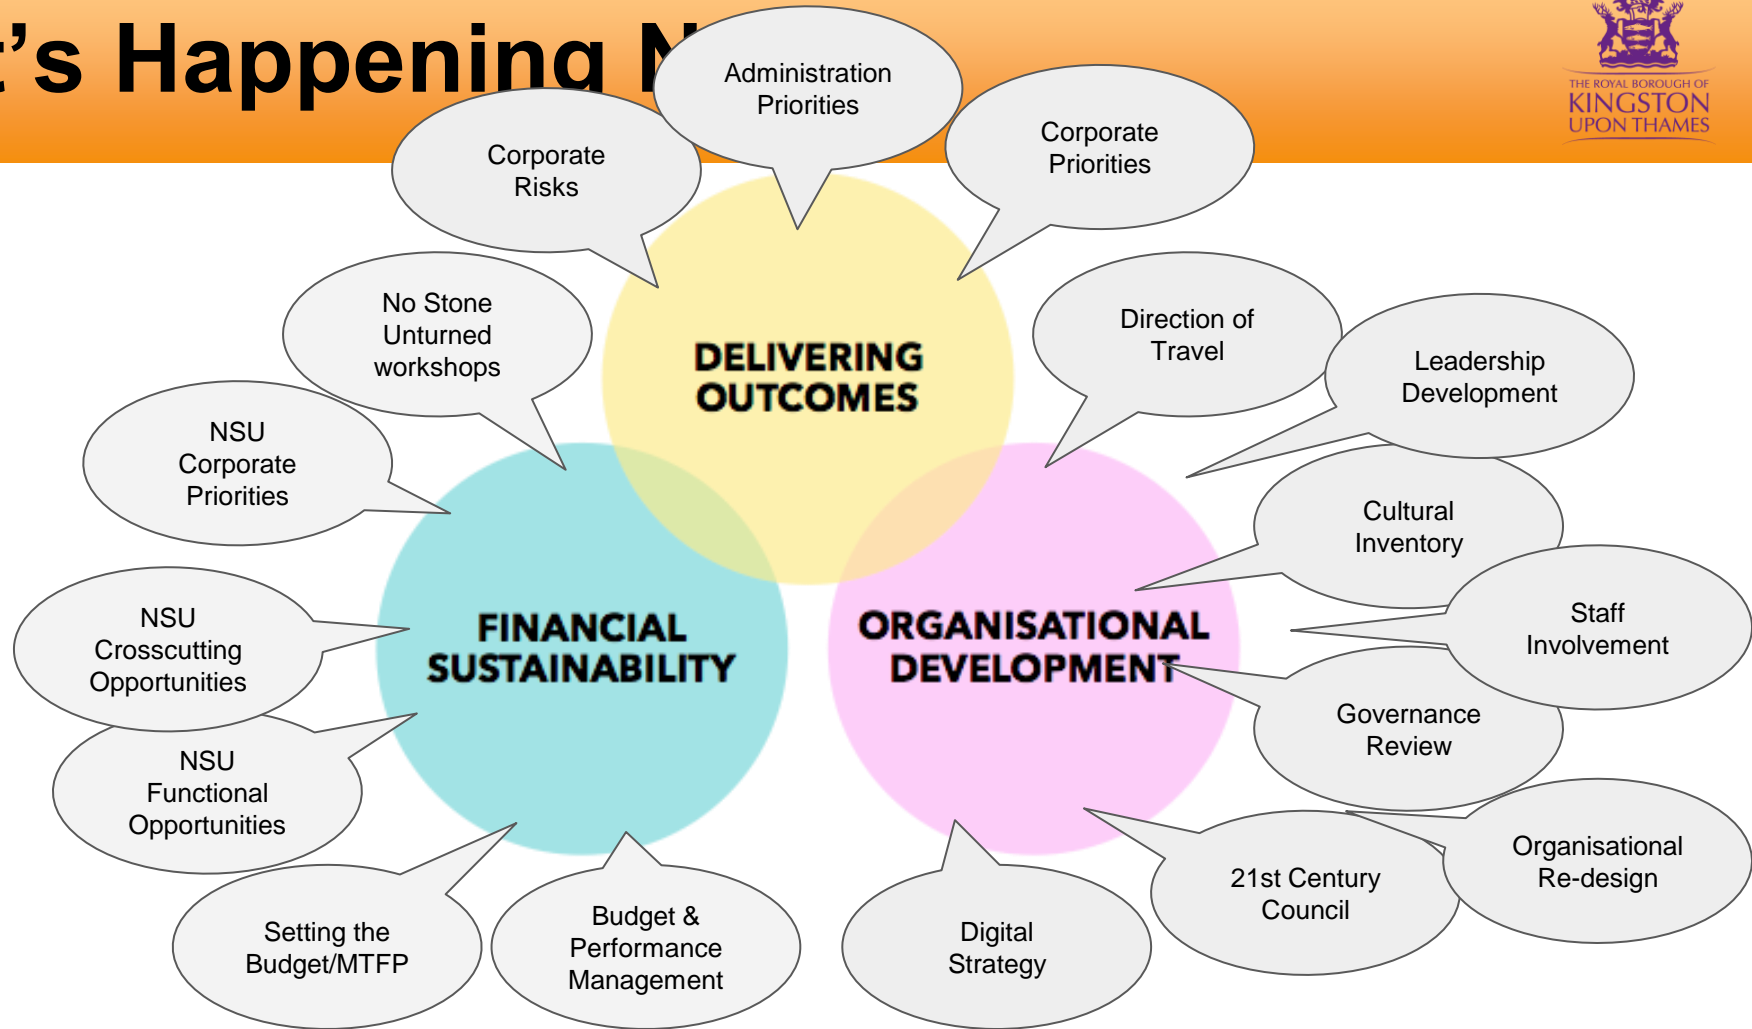 t's Happening N
THE ROYAL BOROUGH OF
KINGSTON
UPON THAMES
Administration
Priorities
Corporate
Risks
Corporate
Priorities
No Stone
Unturned
workshops
Direction of
Travel
Leadership
Development
DELIVERING
OUTCOMES
NSU
Corporate
Priorities
Cultural
Inventory
NSU
Crosscutting
Opportunities
FINANCIAL
SUSTAINABILITY
ORGANISATIONAL
DEVELOPMENT
Staff
Involvement
Governance
Review
NSU
Functional
Opportunities
Setting the
Budget/MTFP
Budget &
Performance
Management
Digital
Strategy
21st Century
Council
Organisational
Re-design